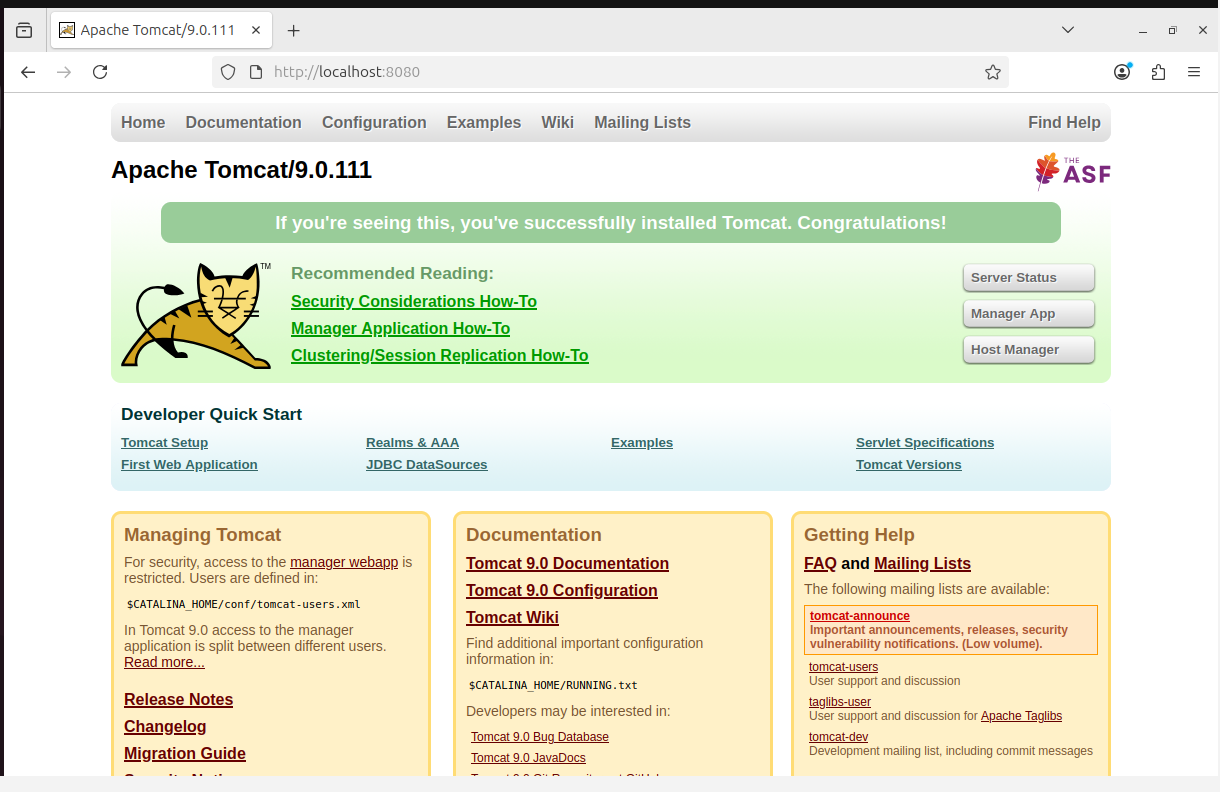 Apache Tomcat/9.0.111
http://localhost:8080
Home Documentation Configuration Examples Wiki Mailing Lists Find Help
Apache Tomcat/9.0.111
THE
ASF
If you're seeing this, you've successfully installed Tomcat. Congratulations!
TM
Recommended Reading:
Security Considerations How-To
Manager Application How-To
Clustering/Session Replication How-To
Server Status
Manager App
Host Manager
Developer Quick Start
Tomcat Setup
First Web Application
Realms & AAA
JDBC DataSources
Examples
Servlet Specifications
Tomcat Versions
Managing Tomcat
For security, access to the manager webapp is
restricted. Users are defined in:
$CATALINA_HOME/conf/tomcat-users.xml
In Tomcat 9.0 access to the manager
application is split between different users.
Read more...
Release Notes
Changelog
Migration Guide
Documentation
Tomcat 9.0 Documentation
Tomcat 9.0 Configuration
Tomcat Wiki
Find additional important configuration
information in:
$CATALINA_HOME/RUNNING.txt
Developers may be interested in:
Tomcat 9.0 Bug Database
Tomcat 9.0 JavaDocs
Getting Help
FAQ and Mailing Lists
The following mailing lists are available:
tomcat-announce
Important announcements, releases, security
vulnerability notifications. (Low volume).
tomcat-users
User support and discussion
taglibs-user
User support and discussion for Apache Taglibs
tomcat-dev
Development mailing list, including commit messages